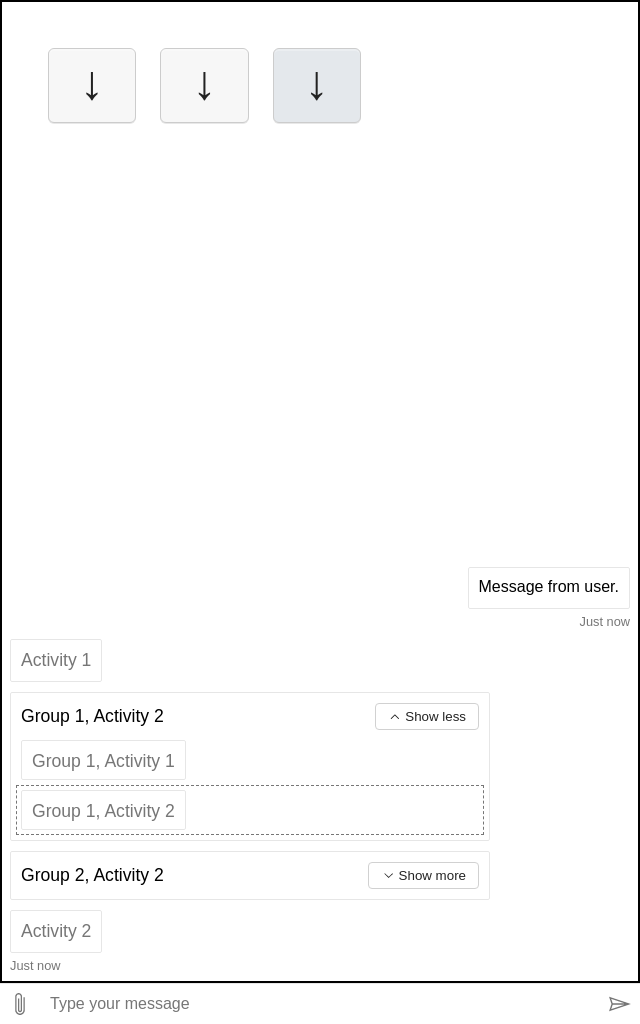 ↓ ↓ ↓
Message from user.
Just now
Activity 1
Group 1, Activity 2 Show less
Group 1, Activity 1
Group 1, Activity 2
Group 2, Activity 2 Show more
Activity 2
Just now
Type your message